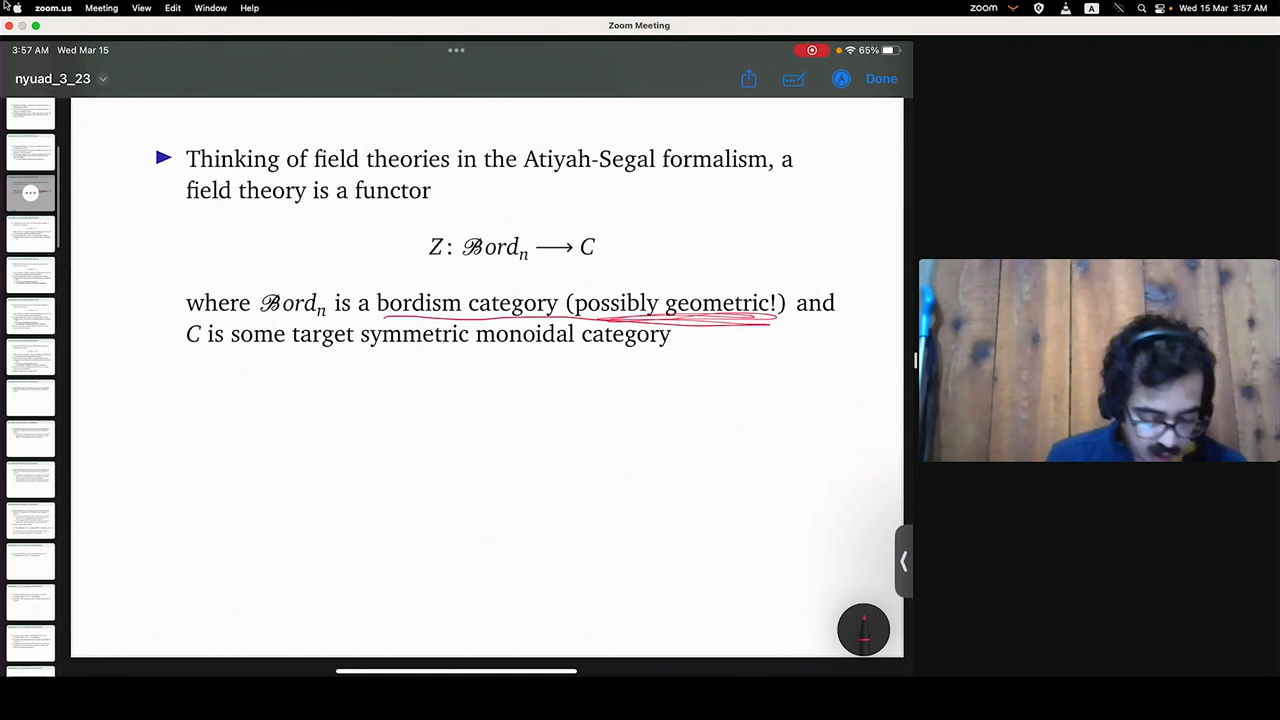 zoom.us Meeting View Edit Window Help zoom A Wed 15 Mar 3:57 AM
Zoom Meeting
3:57 AM Wed Mar 15 65%
nyuad_3_23 Done
Thinking of field theories in the Atiyah-Segal formalism, a
field theory is a functor
Z: ℬord_n ⟶ C
where ℬord_n is a bordism category (possibly geometric!) and
C is some target symmetric monoidal category